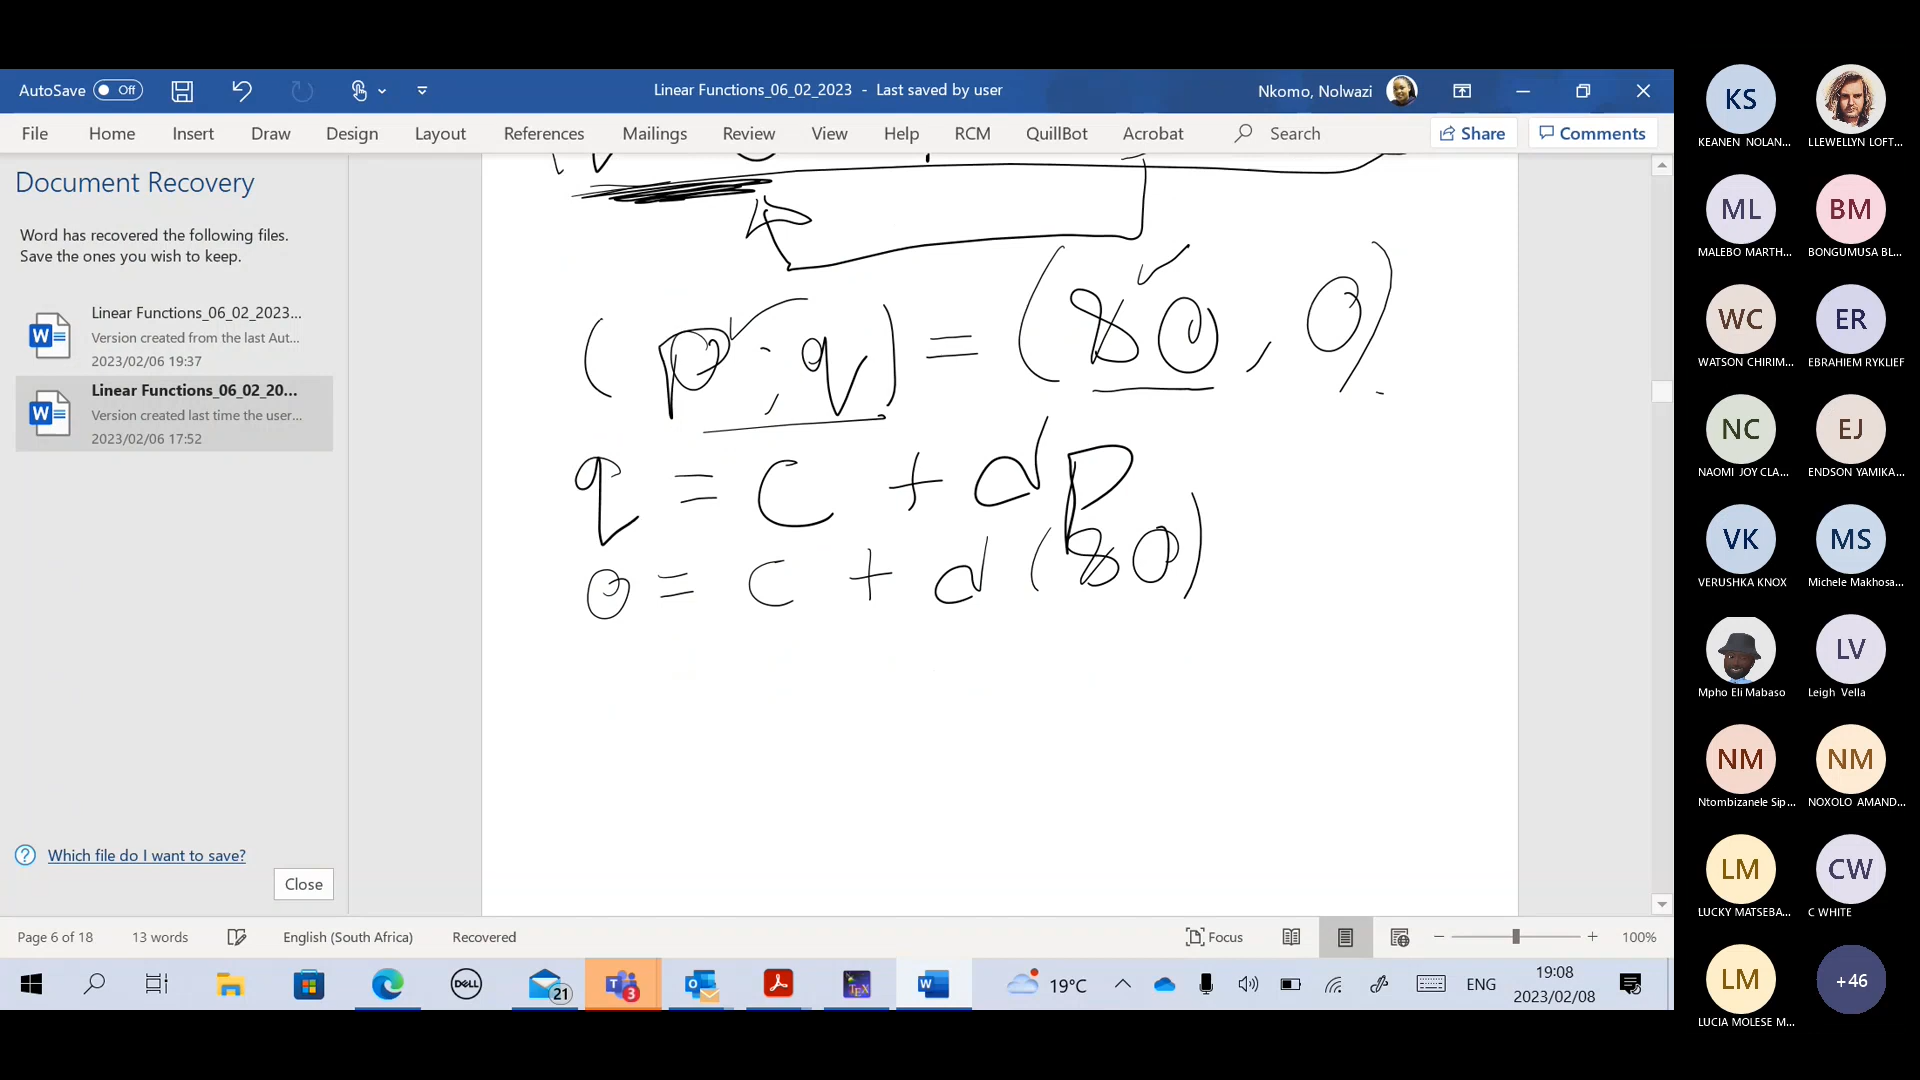 AutoSave Off
Linear Functions_06_02_2023 - Last saved by user
Nkomo, Nolwazi
File Home Insert Draw Design Layout References Mailings Review View Help RCM QuillBot Acrobat Search Share Comments
Document Recovery
Word has recovered the following files.
Save the ones you wish to keep.
Linear Functions_06_02_2023...
Version created from the last Aut...
2023/02/06 19:37
Linear Functions_06_02_20...
Version created last time the user...
2023/02/06 17:52
Which file do I want to save?
Close
(p ; q) = (80, 0)
q = c + dp
0 = c + d(80)
Page 6 of 18 13 words English (South Africa) Recovered Focus 100%
21 3 19°C ENG 19:08
2023/02/08
KS
KEANEN NOLAN... LLEWELLYN LOFT...
ML BM
MALEBO MARTH... BONGUMUSA BL...
WC ER
WATSON CHIRIM... EBRAHIEM RYKLIEF
NC EJ
NAOMI JOY CLA... ENDSON YAMIKA...
VK MS
VERUSHKA KNOX Michele Makhosa...
LV
Mpho Eli Mabaso Leigh Vella
NM NM
Ntombizanele Sip... NOXOLO AMAND...
LM CW
LUCKY MATSEBA... C WHITE
LM +46
LUCIA MOLESE M...